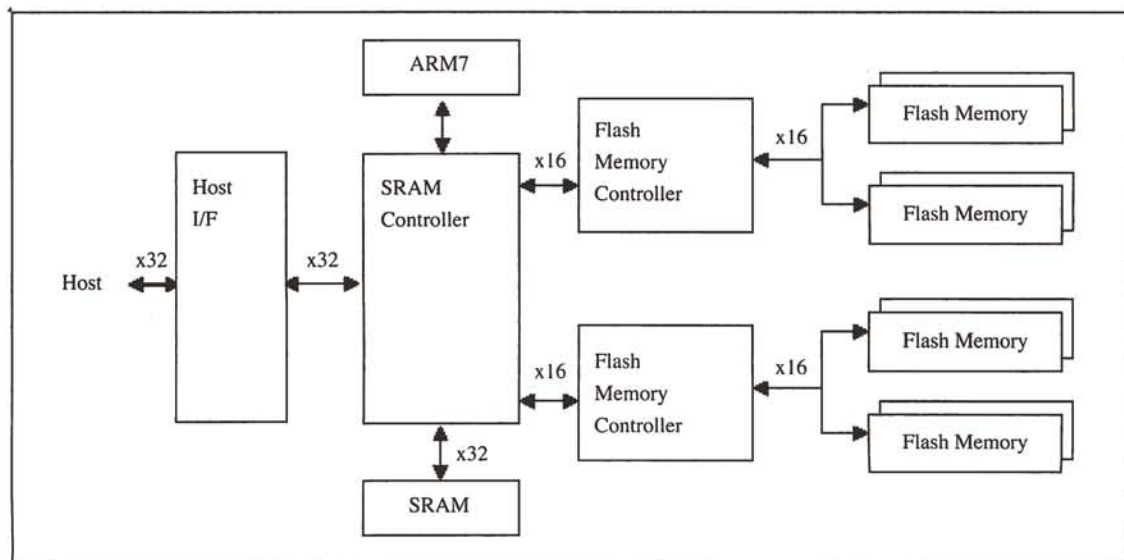 ARM7
Flash
Memory
Controller
x16
x16
Flash Memory
Flash Memory
Host
I/F
SRAM
Controller
Host
x32
x32
Flash
Memory
Controller
x16
x16
Flash Memory
Flash Memory
x32
SRAM